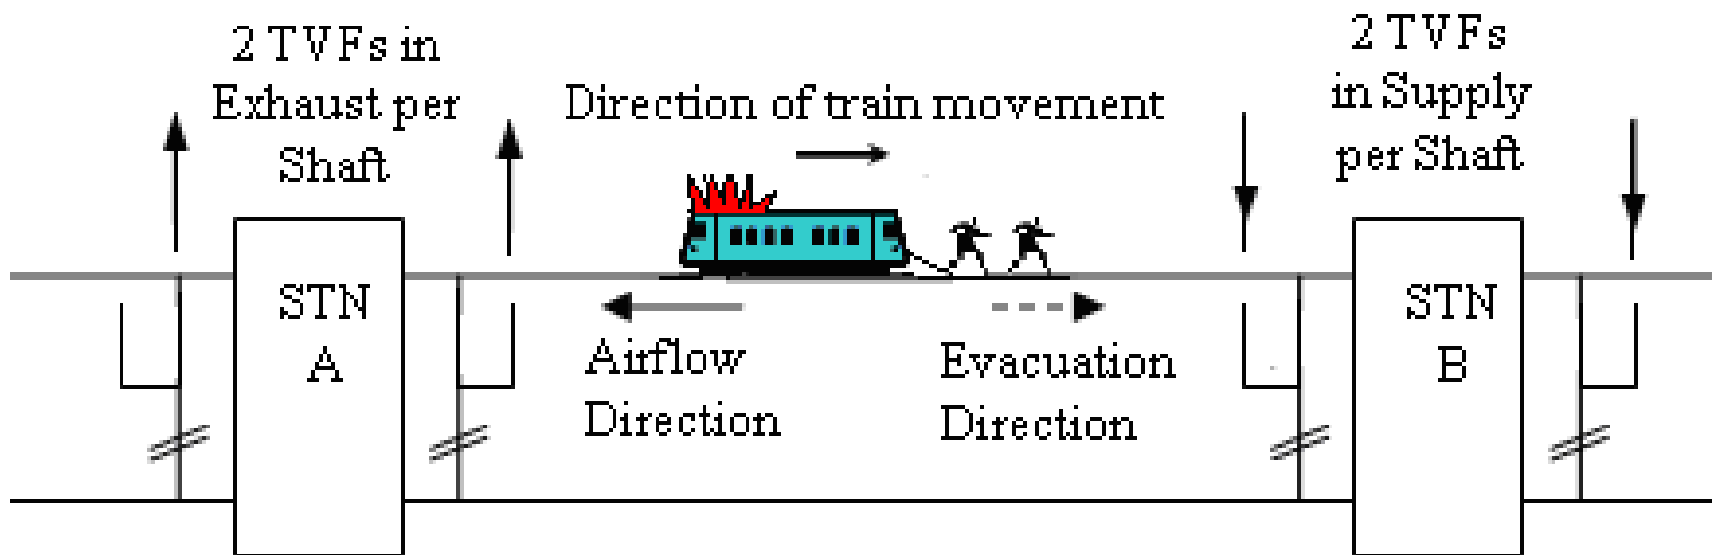 2 TVFs in
Exhaust per
Shaft
Direction of train movement
2 TVFs
in Supply
per Shaft
STN
A
Airflow
Direction
Evacuation
Direction
STN
B